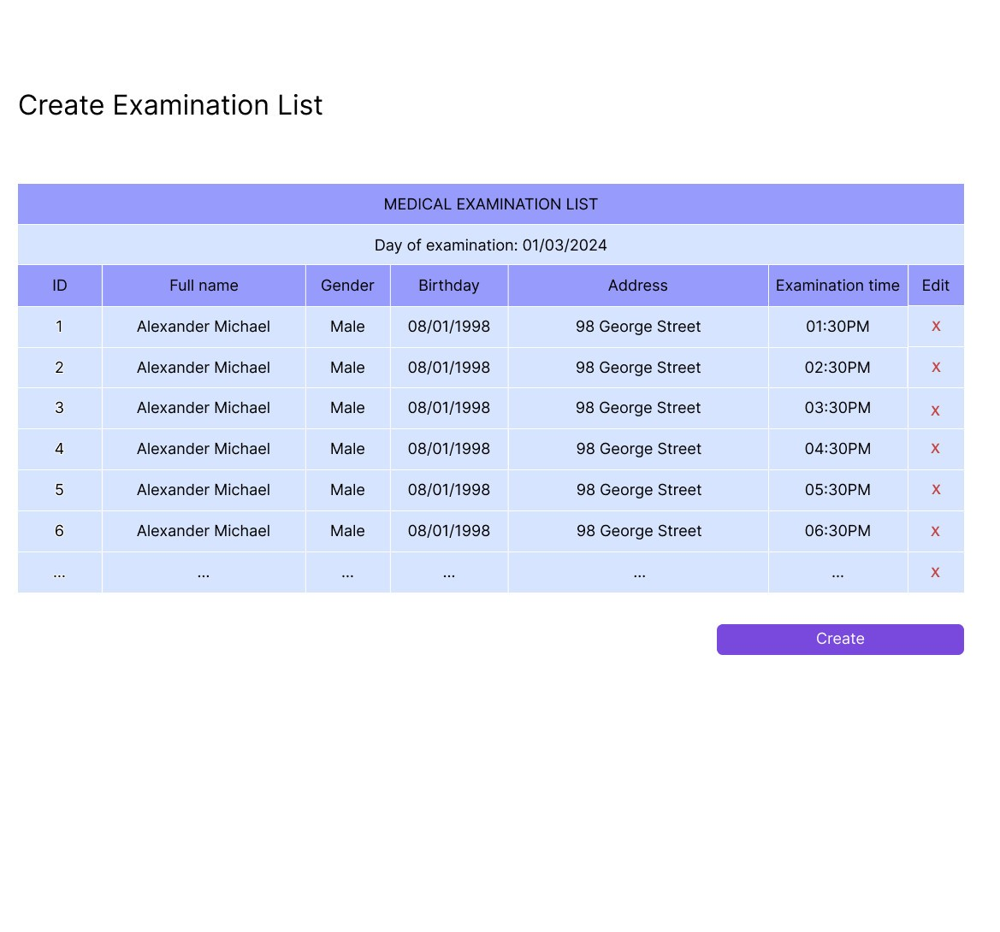 Create Examination List
MEDICAL EXAMINATION LIST
Day of examination: 01/03/2024
ID Full name Gender Birthday Address Examination time Edit
1 Alexander Michael Male 08/01/1998 98 George Street 01:30PM x
2 Alexander Michael Male 08/01/1998 98 George Street 02:30PM x
3 Alexander Michael Male 08/01/1998 98 George Street 03:30PM x
4 Alexander Michael Male 08/01/1998 98 George Street 04:30PM x
5 Alexander Michael Male 08/01/1998 98 George Street 05:30PM x
6 Alexander Michael Male 08/01/1998 98 George Street 06:30PM x
... ... ... ... ... ... x
Create